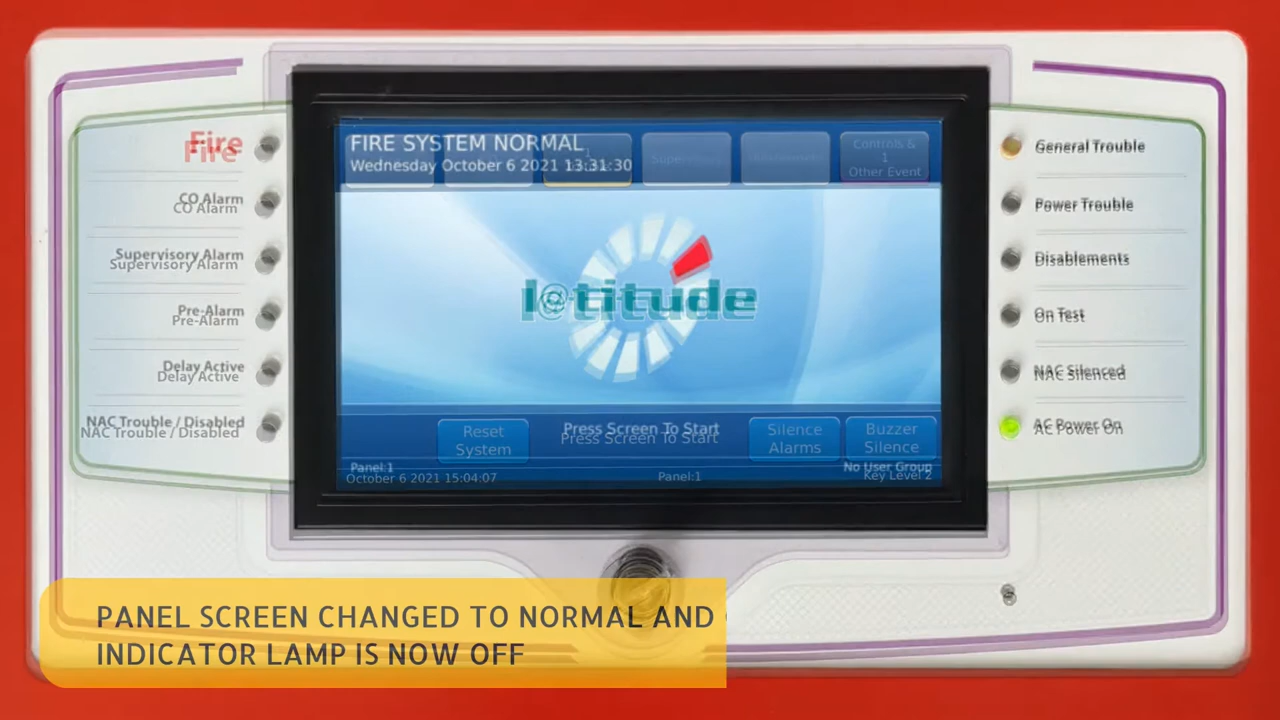 Fire
CO Alarm
Supervisory Alarm
Pre-Alarm
Delay Active
NAC Trouble / Disabled
FIRE SYSTEM NORMAL
Wednesday October 6 2021 13:31:30
Controls &
1
Other Event
l@titude
Reset
System
Press Screen To Start
Press Screen To Start
Silence
Alarms
Buzzer
Silence
Panel:1
No User Group
October 6 2021 15:04:07
Panel:1
Key Level 2
General Trouble
Power Trouble
Disablements
On Test
NAC Silenced
AC Power On
PANEL SCREEN CHANGED TO NORMAL AND
INDICATOR LAMP IS NOW OFF